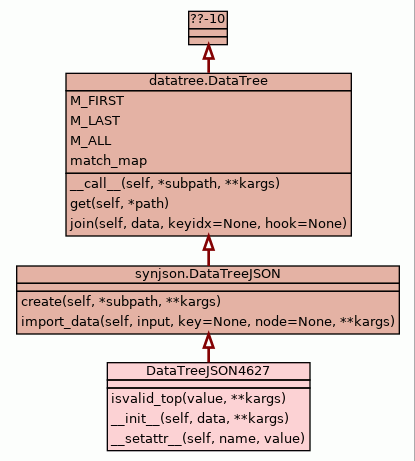 ??-10
datatree.DataTree
M_FIRST
M_LAST
M_ALL
match_map
__call__(self, *subpath, **kargs)
get(self, *path)
join(self, data, keyidx=None, hook=None)
synjson.DataTreeJSON
create(self, *subpath, **kargs)
import_data(self, input, key=None, node=None, **kargs)
DataTreeJSON4627
isvalid_top(value, **kargs)
__init__(self, data, **kargs)
__setattr__(self, name, value)